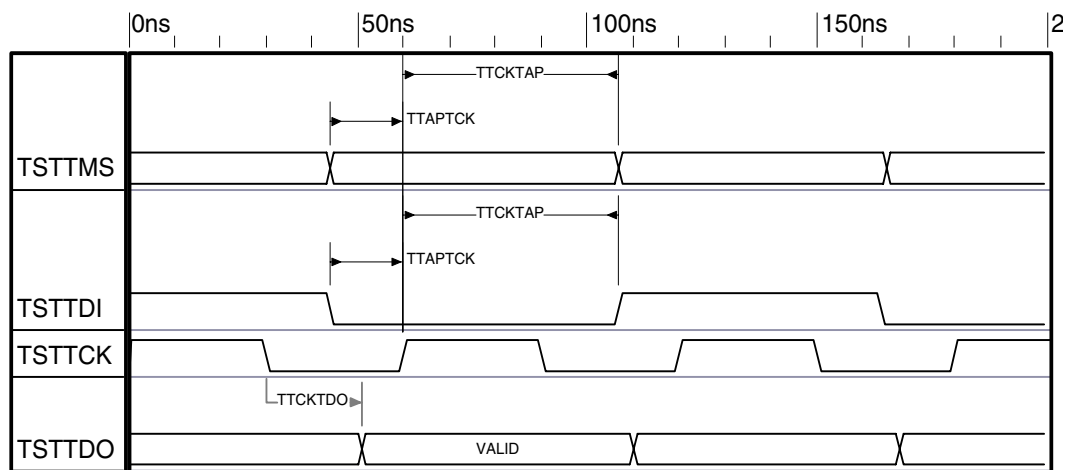 0ns 50ns 100ns 150ns 2
TTCKTAP
TTAPTCK
TSTTMS
TTCKTAP
TTAPTCK
TSTTDI
TSTTCK
TTCKTDO
TSTTDO VALID